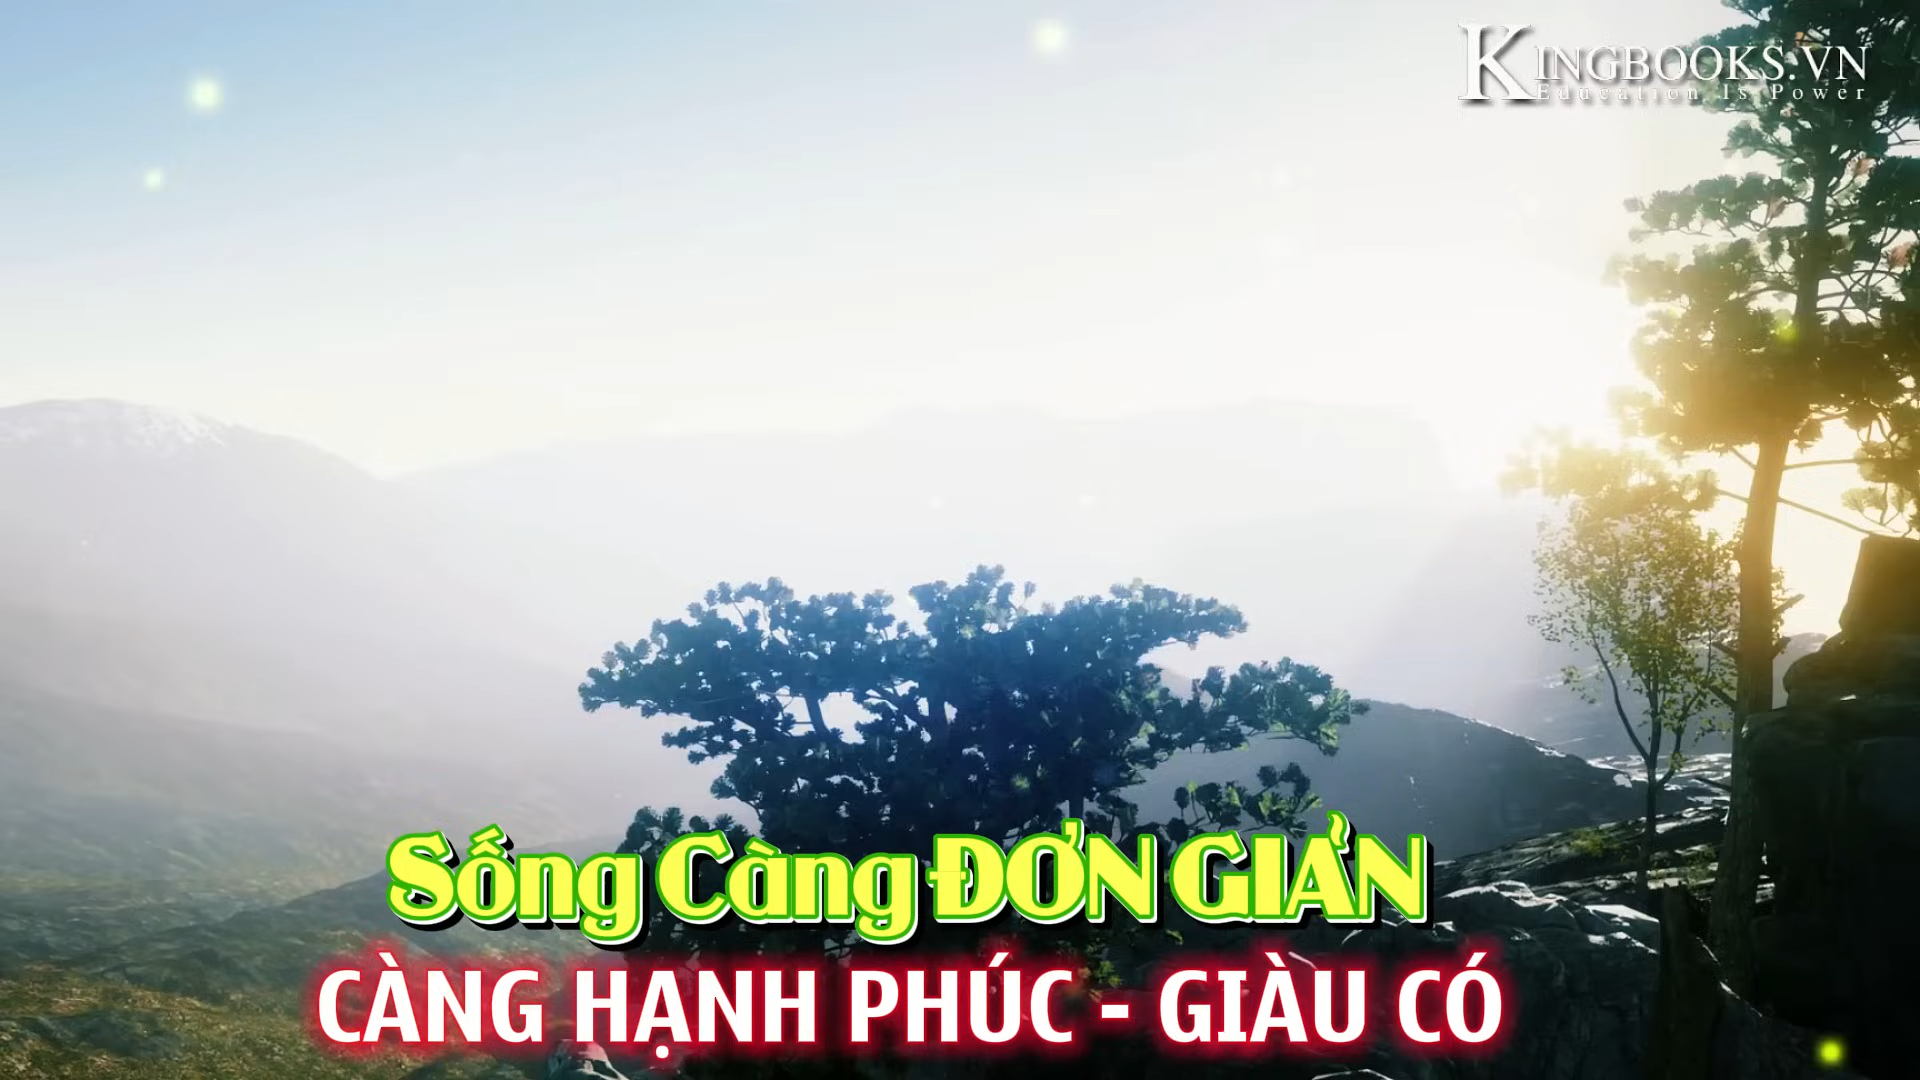 KINGBOOKS.VN
Education Is Power
Sống Càng ĐƠN GIẢN
CÀNG HẠNH PHÚC - GIÀU CÓ